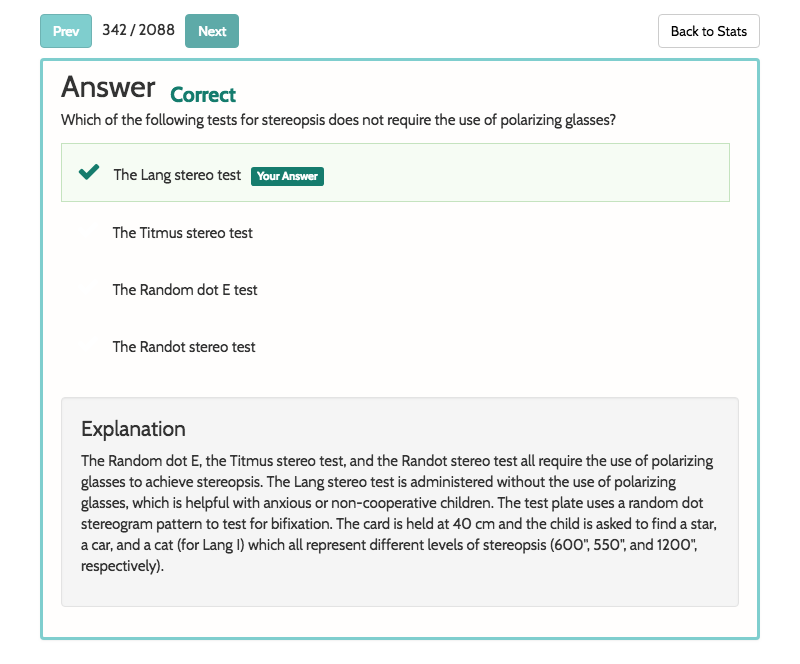 Prev 342 / 2088 Next Back to Stats
Answer Correct
Which of the following tests for stereopsis does not require the use of polarizing glasses?
The Lang stereo test Your Answer
The Titmus stereo test
The Random dot E test
The Randot stereo test
Explanation
The Random dot E, the Titmus stereo test, and the Randot stereo test all require the use of polarizing
glasses to achieve stereopsis. The Lang stereo test is administered without the use of polarizing
glasses, which is helpful with anxious or non-cooperative children. The test plate uses a random dot
stereogram pattern to test for bifixation. The card is held at 40 cm and the child is asked to find a star,
a car, and a cat (for Lang I) which all represent different levels of stereopsis (600", 550", and 1200",
respectively).